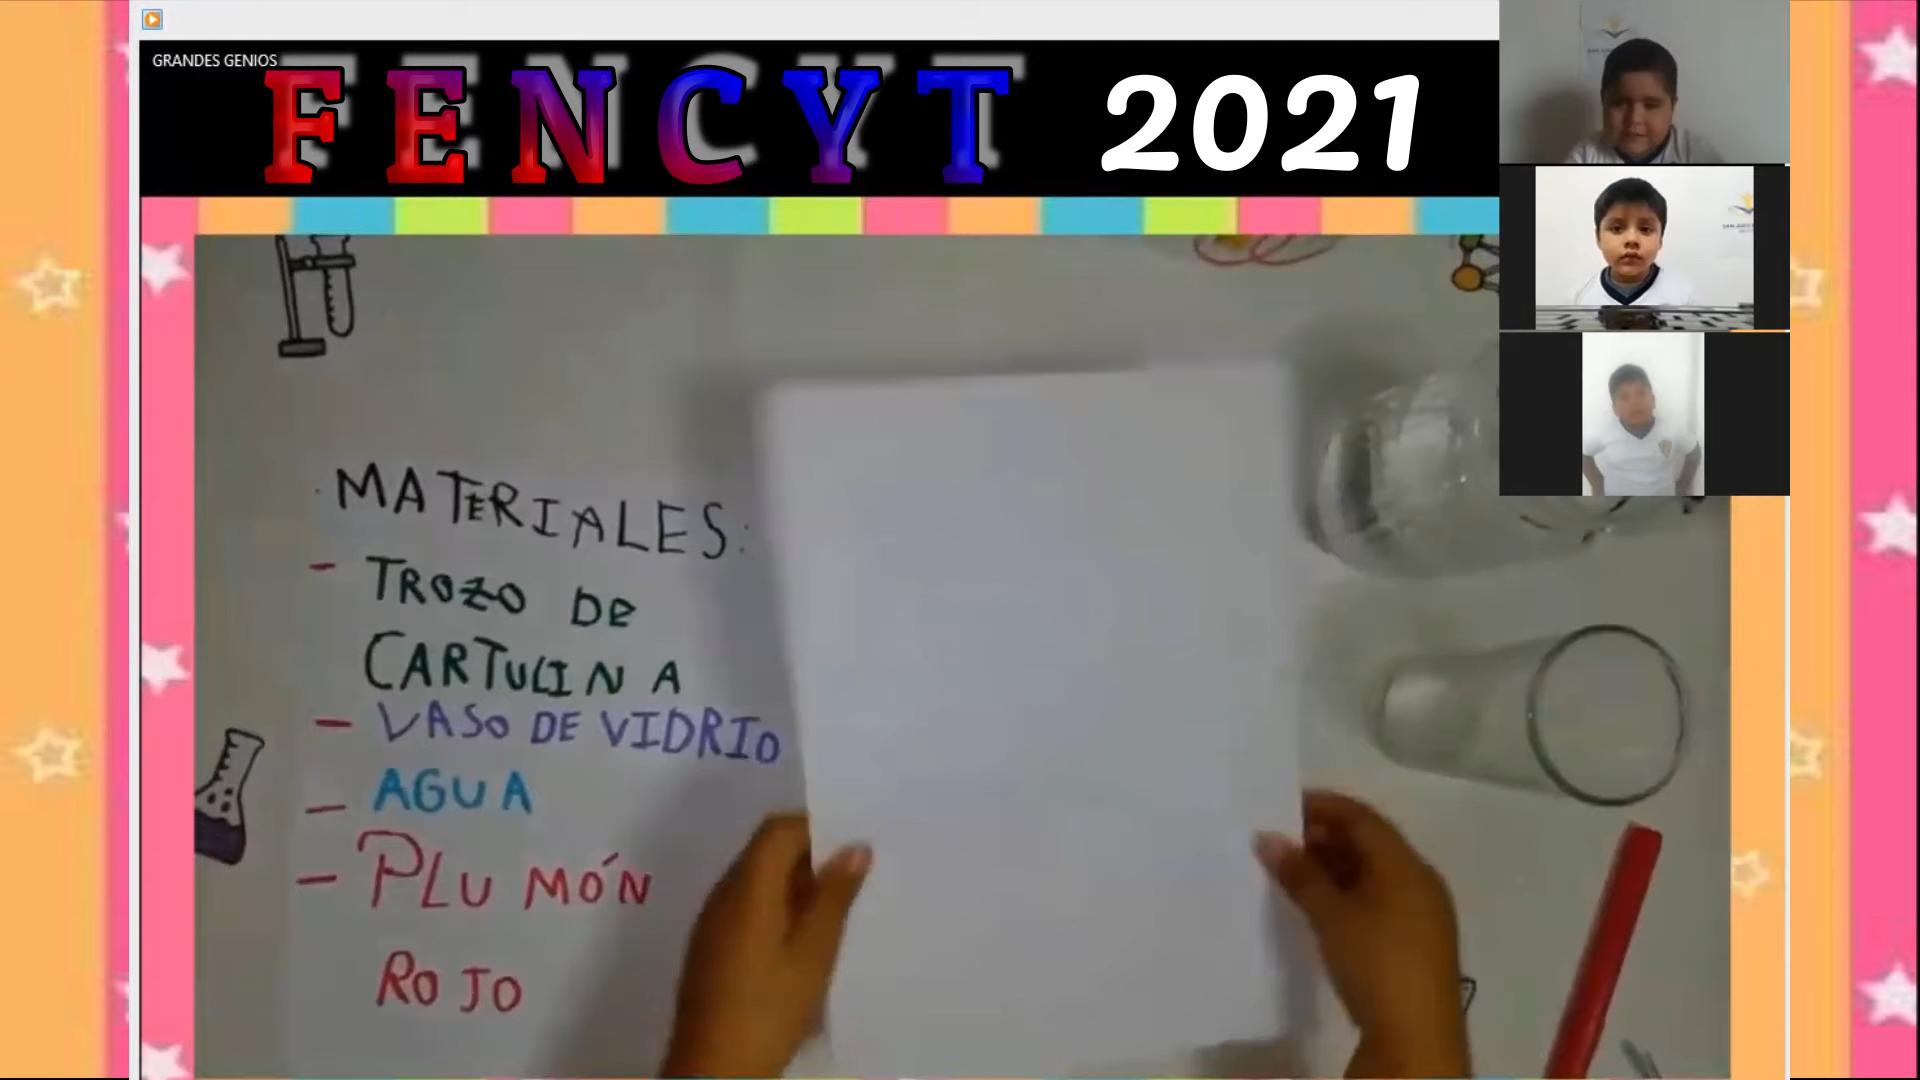 GRANDES GENIOS
FENCYT 2021
MATERIALES:
- TROZO DE
CARTULINA
- VASO DE VIDRIO
- AGUA
- PLUMÓN
ROJO